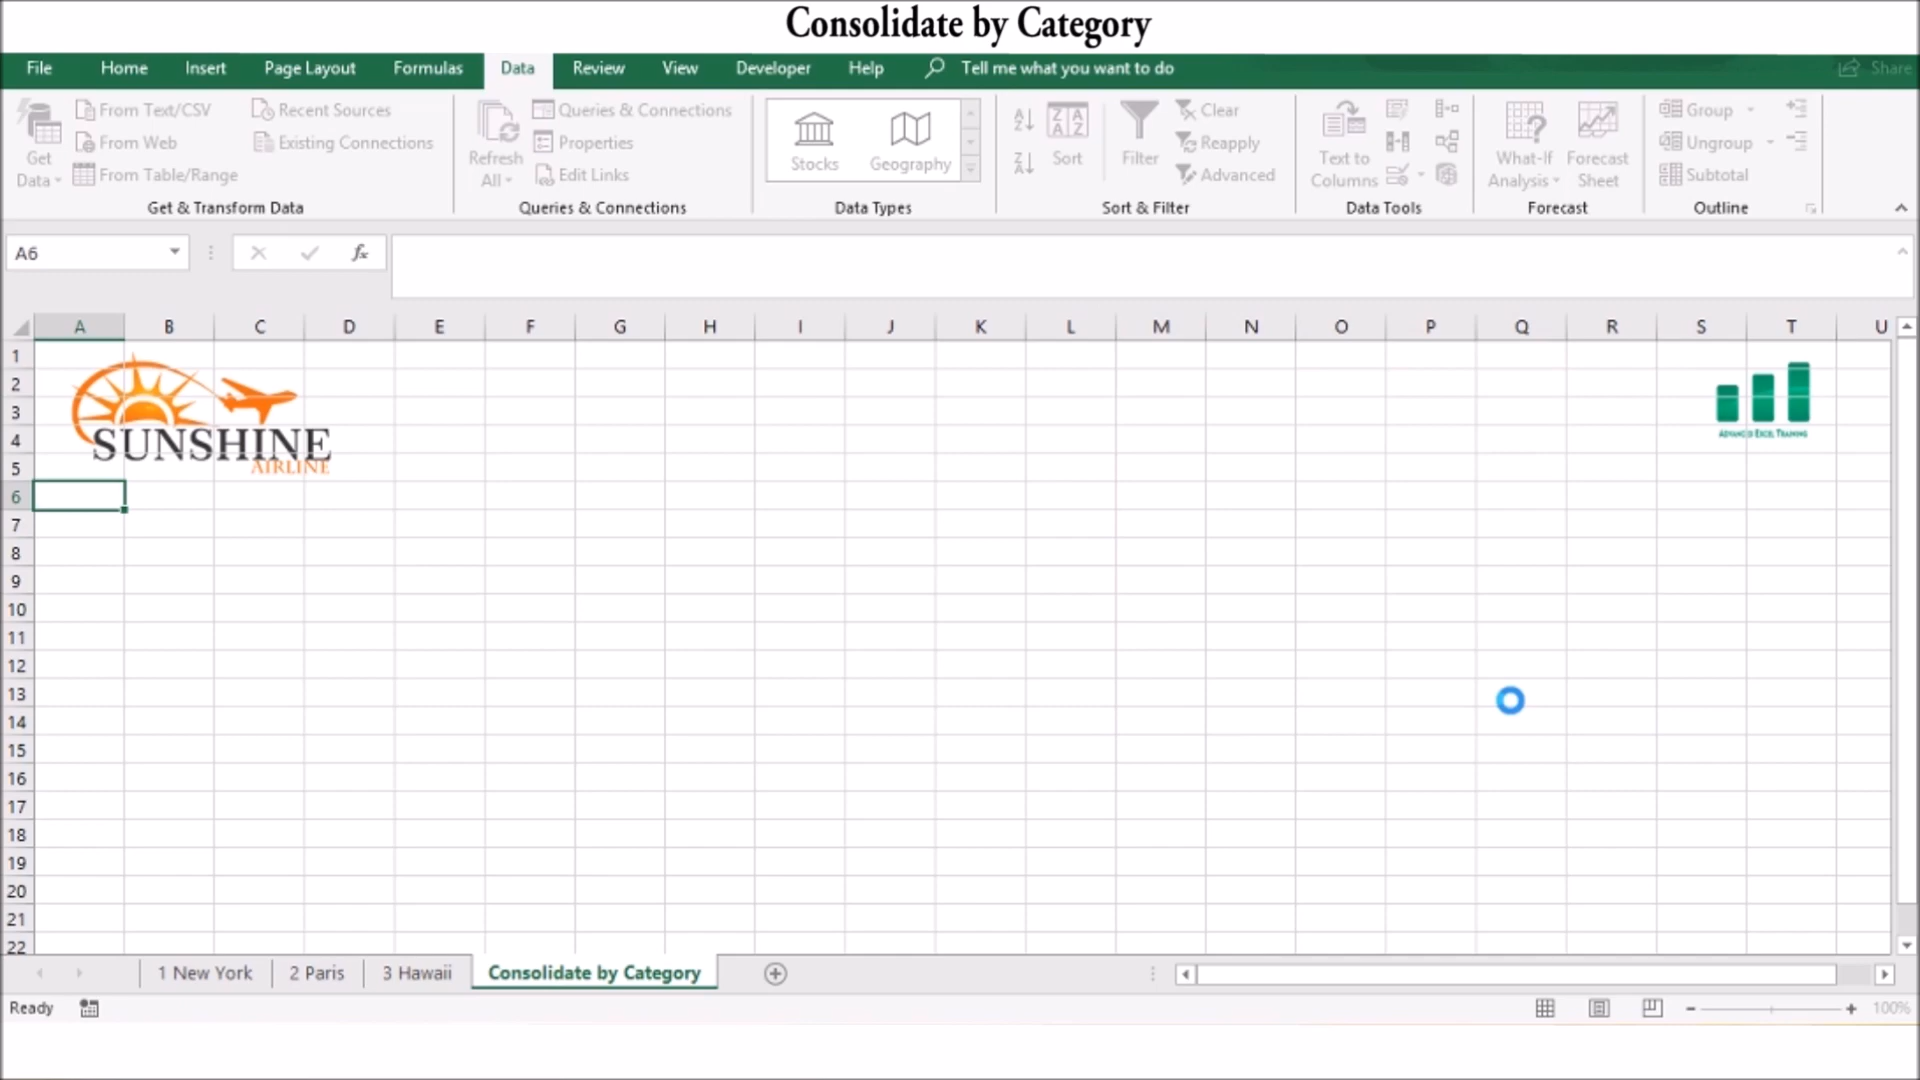 Consolidate by Category
File Home Insert Page Layout Formulas Data Review View Developer Help Tell me what you want to do Share
Get Data
From Text/CSV
From Web
From Table/Range
Recent Sources
Existing Connections
Get & Transform Data
Refresh All
Queries & Connections
Properties
Edit Links
Queries & Connections
Stocks
Geography
Data Types
Sort
Filter
Clear
Reapply
Advanced
Sort & Filter
Text to Columns
Data Tools
What-If Analysis
Forecast Sheet
Forecast
Group
Ungroup
Subtotal
Outline
A6 fx
A B C D E F G H I J K L M N O P Q R S T U
1
2
3
4
5
6
7
8
9
10
11
12
13
14
15
16
17
18
19
20
21
22
SUNSHINE
AIRLINE
ADVANCED EXCEL TRAINING
1 New York 2 Paris 3 Hawaii Consolidate by Category
Ready 100%